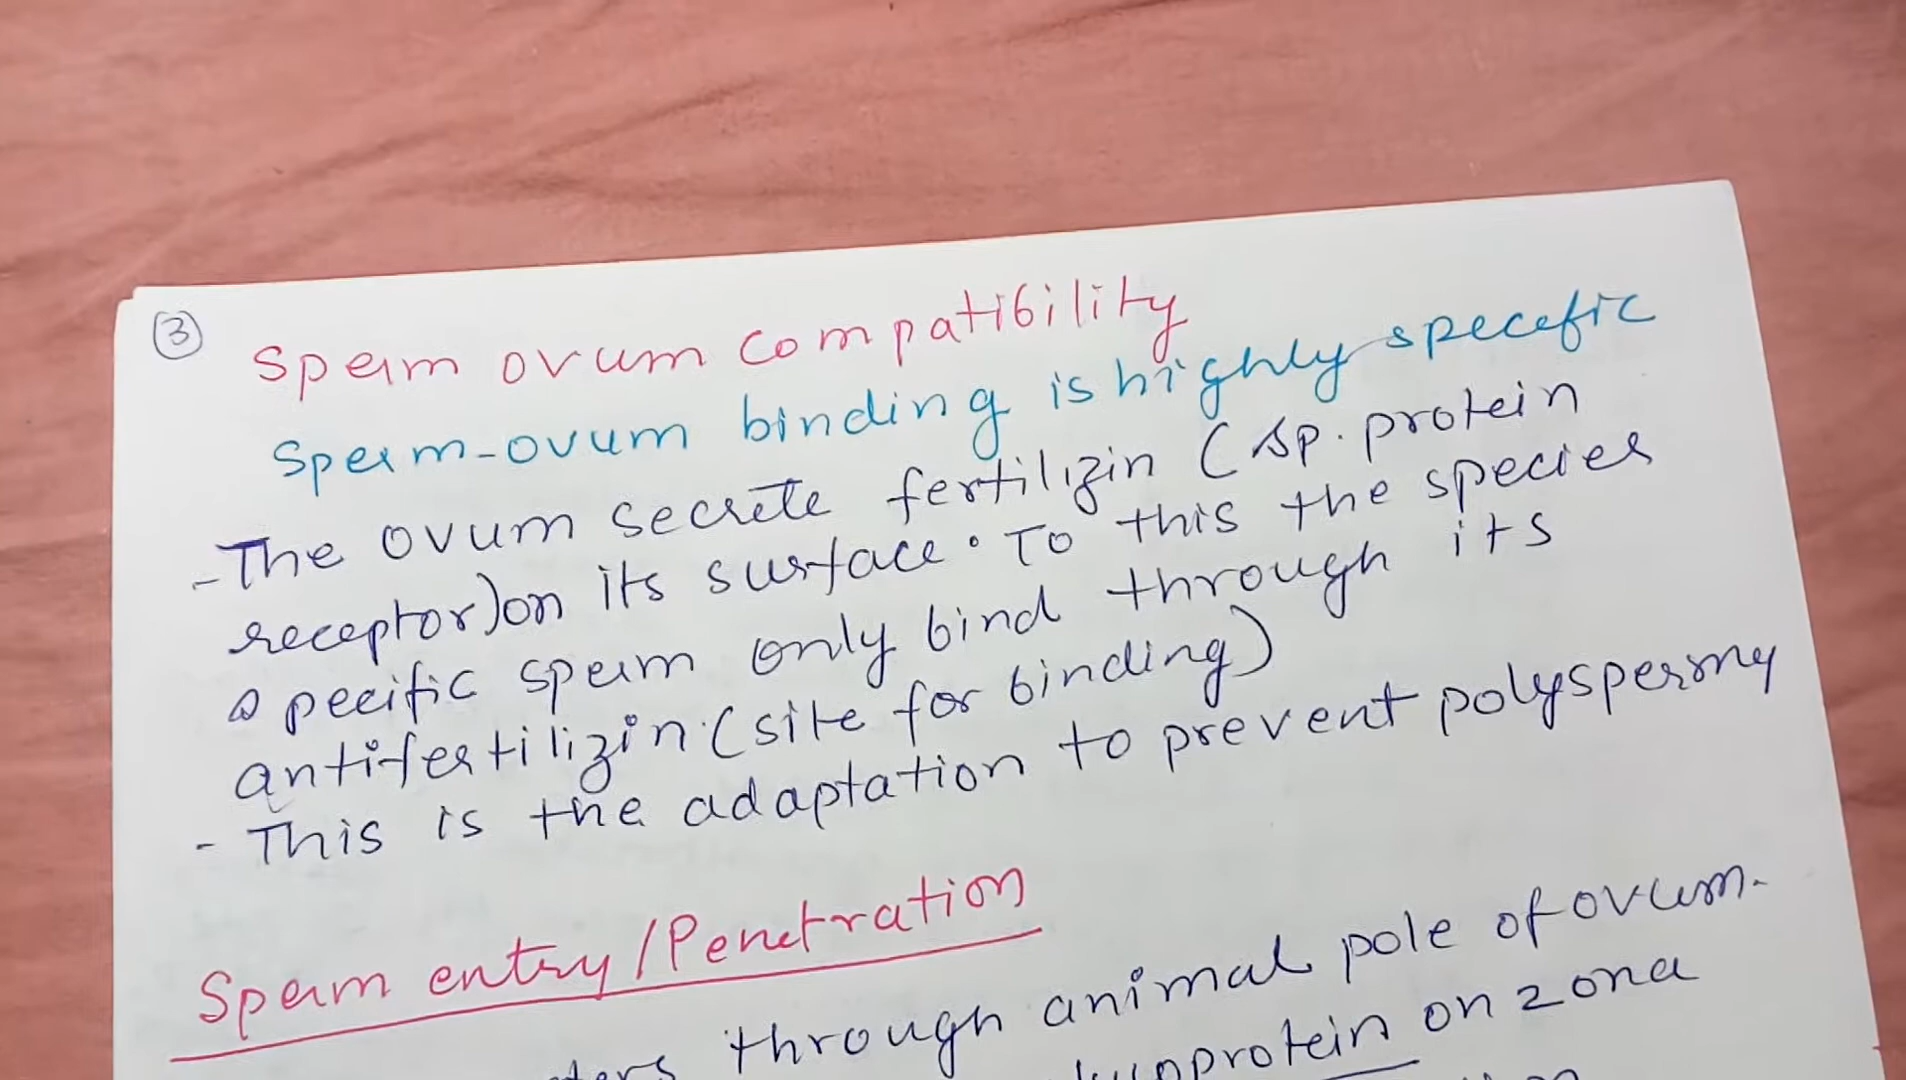 3
Sperm ovum compatibility
Sperm-ovum binding is highly specefic
- The ovum secrete fertilizin (sp. protein
receptor) on its surface. To this the species
specific sperm only bind through its
antifertilizin. (site for binding)
- This is the adaptation to prevent polyspermy
Sperm entry/Penetration
through animal pole of ovum.
on zona